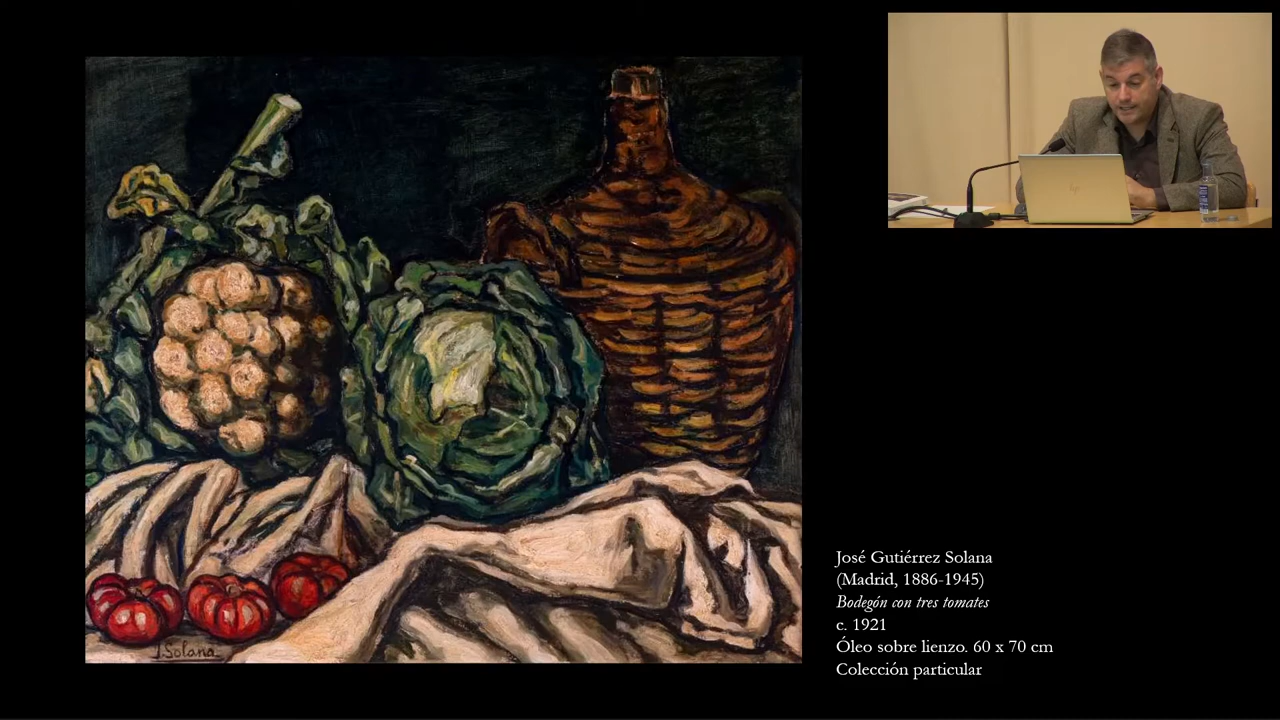 J. Solana
José Gutiérrez Solana
(Madrid, 1886-1945)
Bodegón con tres tomates
c. 1921
Óleo sobre lienzo. 60 x 70 cm
Colección particular